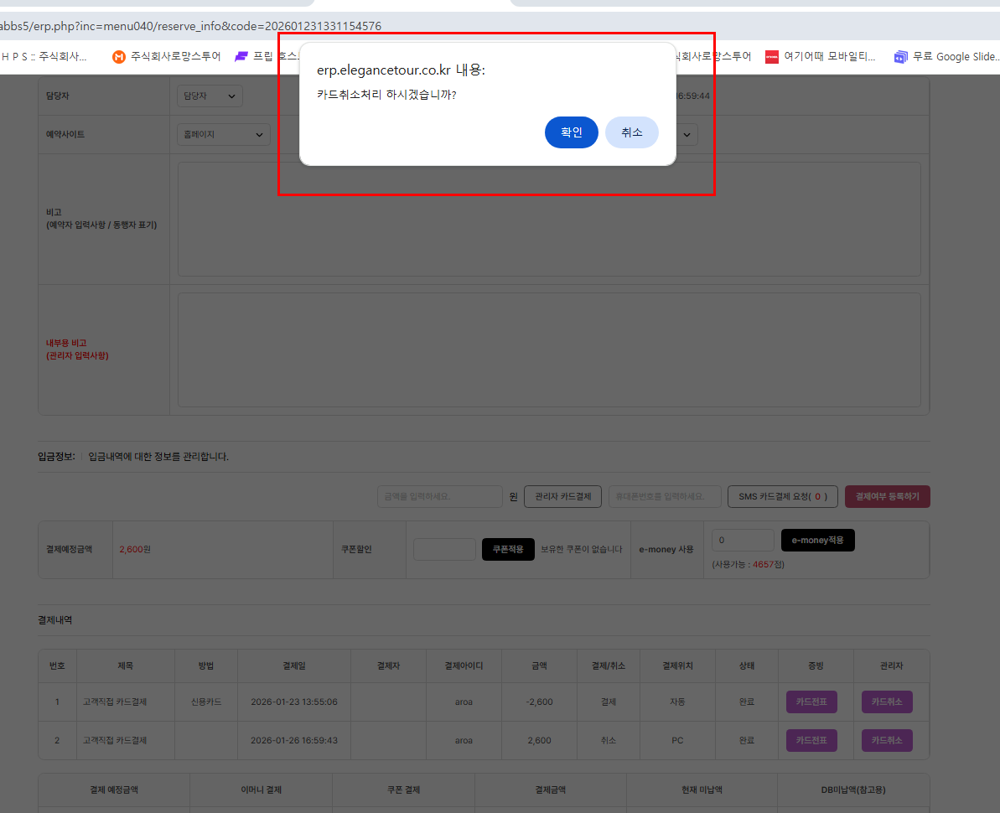 abbs5/erp.php?inc=menu040/reserve_info&code=202601231331154576
H P S :: 주식회사... 주식회사로망스투어 프립 호스 회사로망스투어 여기어때 모바일티... 무료 Google Slide..
erp.elegancetour.co.kr 내용:
카드취소처리 하시겠습니까?
확인 취소
담당자 담당자 16:59:44
예약사이트 홈페이지
비고
(예약자 입력사항 / 동행자 표기)
내부용 비고
(관리자 입력사항)
입금정보: 입금내역에 대한 정보를 관리합니다.
금액을 입력하세요. 원 관리자 카드결제 휴대폰번호를 입력하세요. SMS 카드결제 요청( 0 ) 결제여부 등록하기
결제예정금액 2,600원 쿠폰할인 쿠폰적용 보유한 쿠폰이 없습니다 e-money 사용 0 e-money적용
(사용가능 : 4657점)
결제내역
번호 제목 방법 결제일 결제자 결제아이디 금액 결제/취소 결제위치 상태 증빙 관리자
1 고객직접 카드결제 신용카드 2026-01-23 13:55:06 aroa -2,600 결제 자동 완료 카드전표 카드취소
2 고객직접 카드결제 2026-01-26 16:59:43 aroa 2,600 취소 PC 완료 카드전표 카드취소
결제 예정금액 이머니 결제 쿠폰 결제 결제금액 현재 미납액 DB미납액(참고용)